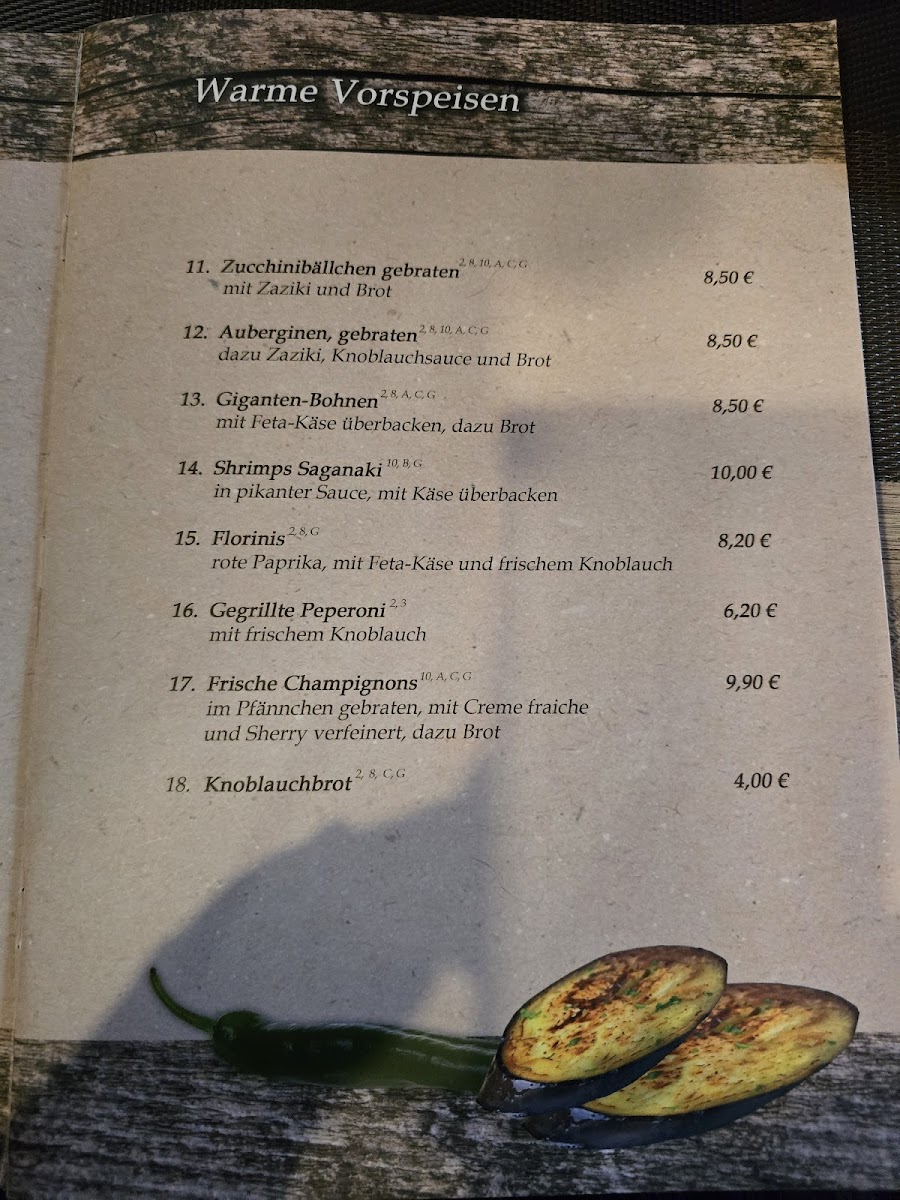 Warme Vorspeisen
11. Zucchinibällchen gebraten 2, 8, 10, A, C, G 8,50 €
mit Zaziki und Brot
12. Auberginen, gebraten 2, 8, 10, A, C, G 8,50 €
dazu Zaziki, Knoblauchsauce und Brot
13. Giganten-Bohnen 2, 8, A, C, G 8,50 €
mit Feta-Käse überbacken, dazu Brot
14. Shrimps Saganaki 10, B, G 10,00 €
in pikanter Sauce, mit Käse überbacken
15. Florinis 2, 8, G 8,20 €
rote Paprika, mit Feta-Käse und frischem Knoblauch
16. Gegrillte Peperoni 2, 3 6,20 €
mit frischem Knoblauch
17. Frische Champignons 10, A, C, G 9,90 €
im Pfännchen gebraten, mit Creme fraiche
und Sherry verfeinert, dazu Brot
18. Knoblauchbrot 2, 8, C, G 4,00 €